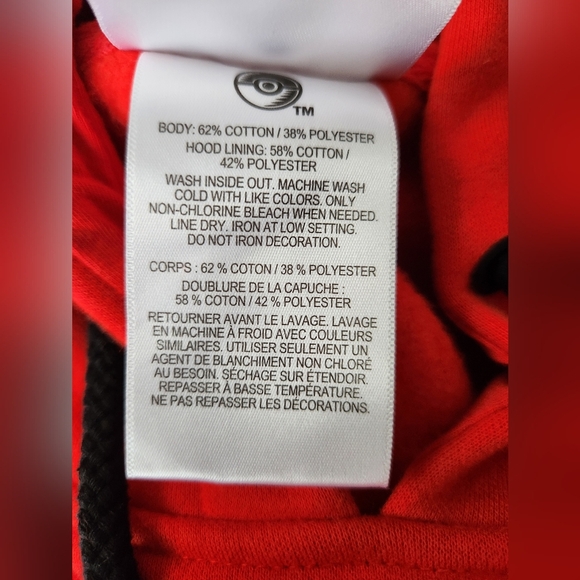 TM
BODY: 62% COTTON / 38% POLYESTER
HOOD LINING: 58% COTTON /
42% POLYESTER
WASH INSIDE OUT. MACHINE WASH
COLD WITH LIKE COLORS. ONLY
NON-CHLORINE BLEACH WHEN NEEDED.
LINE DRY. IRON AT LOW SETTING.
DO NOT IRON DECORATION.
CORPS : 62 % COTON / 38 % POLYESTER
DOUBLURE DE LA CAPUCHE :
58 % COTON / 42 % POLYESTER
RETOURNER AVANT LE LAVAGE. LAVAGE
EN MACHINE À FROID AVEC COULEURS
SIMILAIRES. UTILISER SEULEMENT UN
AGENT DE BLANCHIMENT NON CHLORÉ
AU BESOIN. SÉCHAGE SUR ÉTENDOIR.
REPASSER À BASSE TEMPÉRATURE.
NE PAS REPASSER LES DÉCORATIONS.